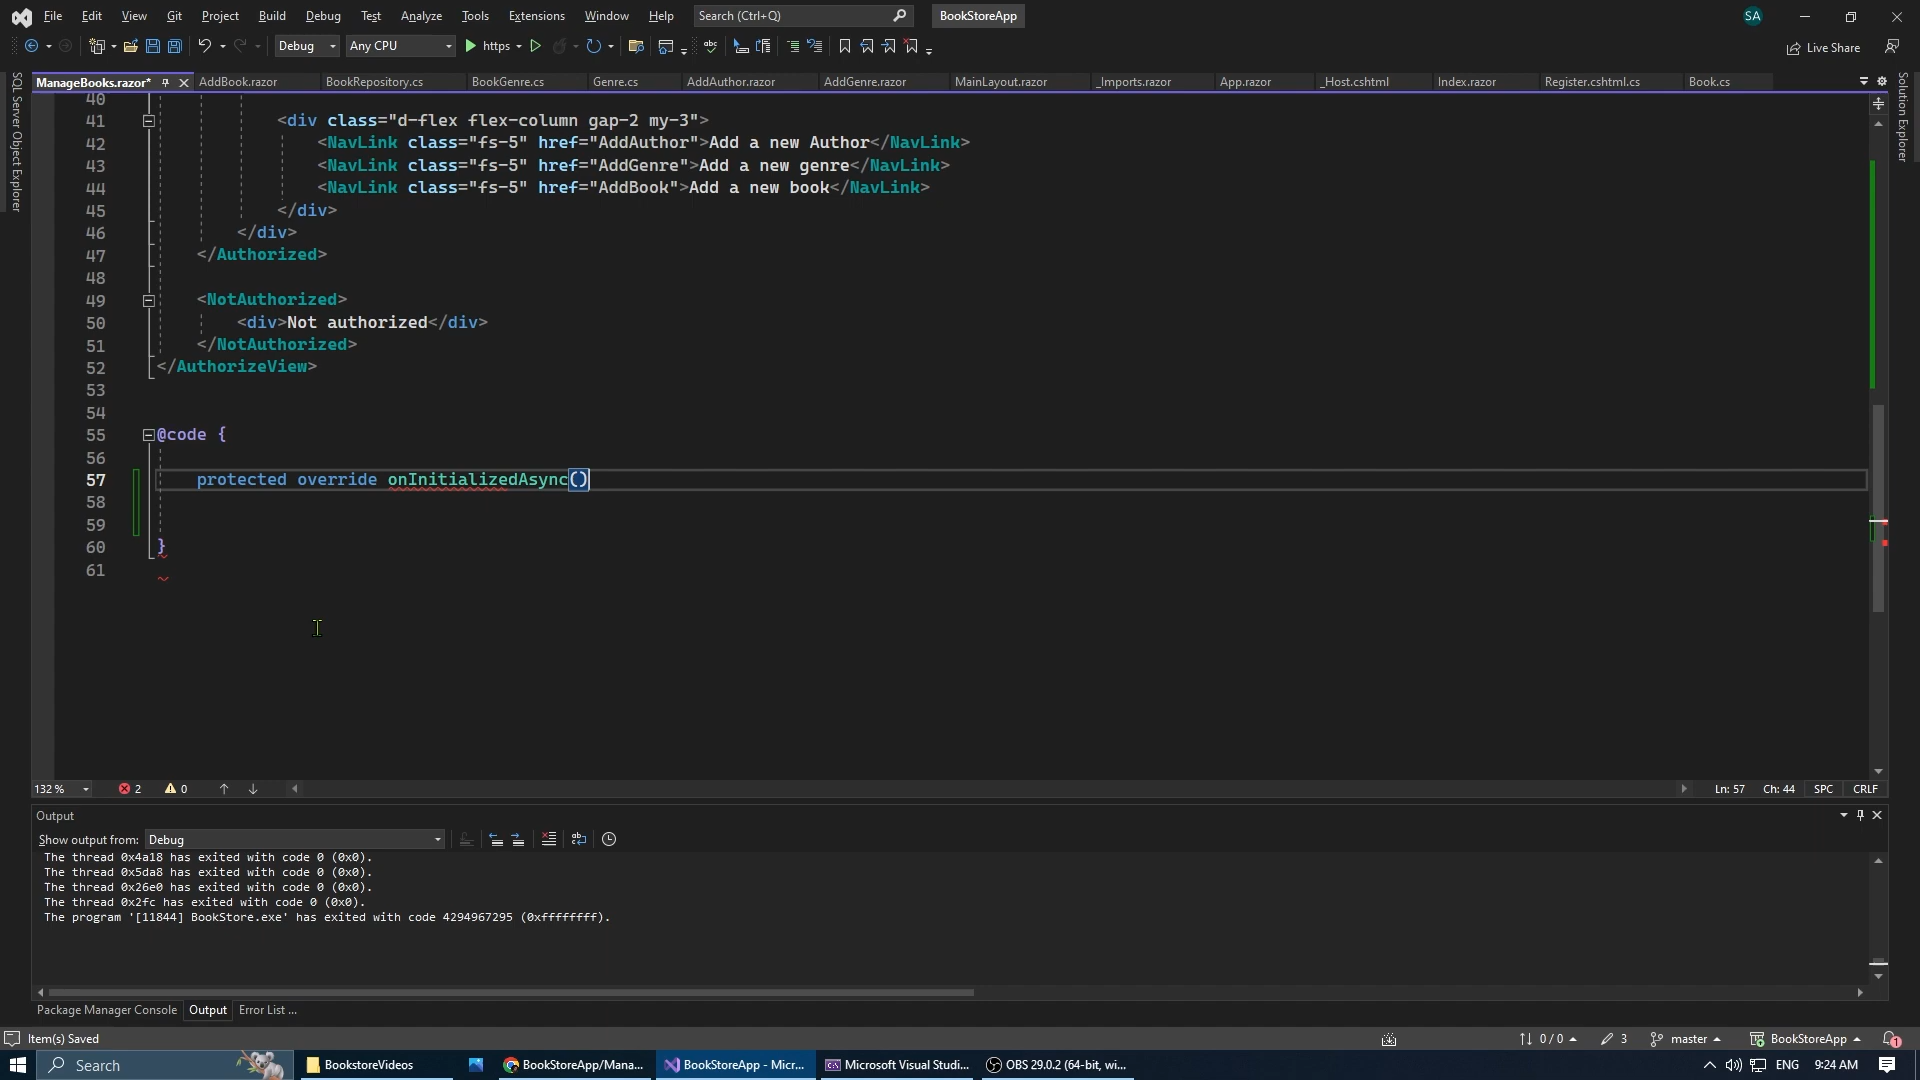 File Edit View Git Project Build Debug Test Analyze Tools Extensions Window Help Search (Ctrl+Q) BookStoreApp SA
Debug Any CPU https Live Share
ManageBooks.razor* AddBook.razor BookRepository.cs BookGenre.cs Genre.cs AddAuthor.razor AddGenre.razor MainLayout.razor _Imports.razor App.razor _Host.cshtml Index.razor Register.cshtml.cs Book.cs
SQL Server Object Explorer
Solution Explorer
40
41 <div class="d-flex flex-column gap-2 my-3">
42 <NavLink class="fs-5" href="AddAuthor">Add a new Author</NavLink>
43 <NavLink class="fs-5" href="AddGenre">Add a new genre</NavLink>
44 <NavLink class="fs-5" href="AddBook">Add a new book</NavLink>
45 </div>
46 </div>
47 </Authorized>
48
49 <NotAuthorized>
50 <div>Not authorized</div>
51 </NotAuthorized>
52 </AuthorizeView>
53
54
55 @code {
56
57 protected override onInitializedAsync()
58
59
60 }
61
132 % 2 0 Ln: 57 Ch: 44 SPC CRLF
Output
Show output from: Debug
The thread 0x4a18 has exited with code 0 (0x0).
The thread 0x5da8 has exited with code 0 (0x0).
The thread 0x26e0 has exited with code 0 (0x0).
The thread 0x2fc has exited with code 0 (0x0).
The program '[11844] BookStore.exe' has exited with code 4294967295 (0xffffffff).
Package Manager Console Output Error List ...
Item(s) Saved 0 / 0 3 master BookStoreApp 1
Search BookstoreVideos BookStoreApp/Mana... BookStoreApp - Micr... Microsoft Visual Studi... OBS 29.0.2 (64-bit, wi... ENG 9:24 AM